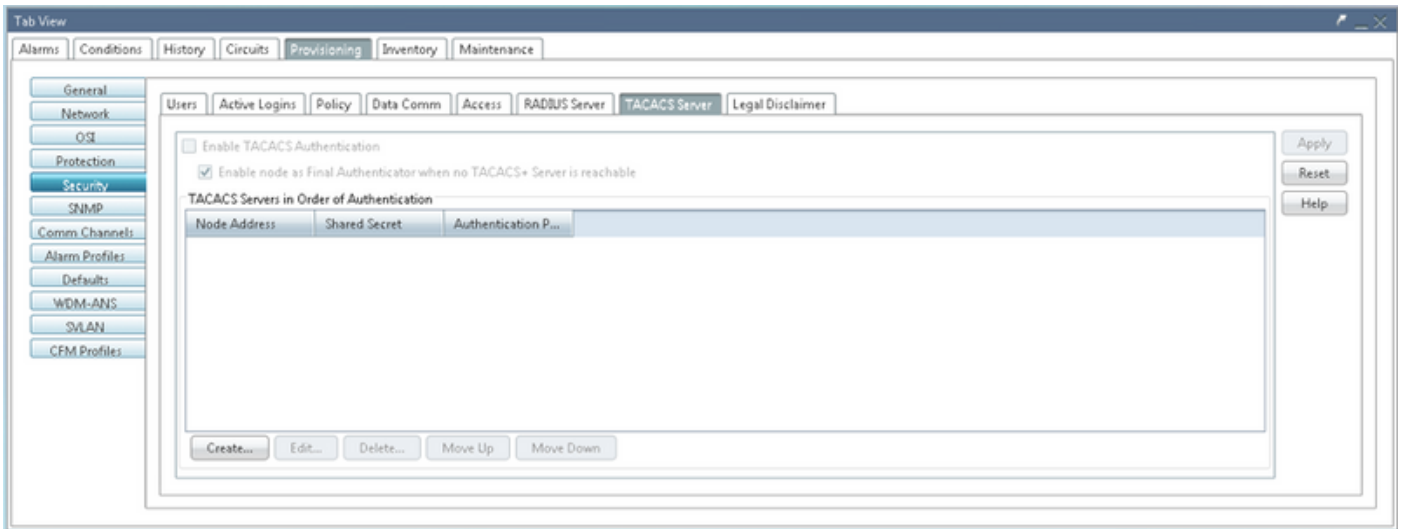 Tab View
Alarms Conditions History Circuits Provisioning Inventory Maintenance
General
Network
OSI
Protection
Security
SNMP
Comm Channels
Alarm Profiles
Defaults
WDM-ANS
SVLAN
CFM Profiles
Users Active Logins Policy Data Comm Access RADIUS Server TACACS Server Legal Disclaimer
Enable TACACS Authentication
Enable node as Final Authenticator when no TACACS+ Server is reachable
TACACS Servers in Order of Authentication
Node Address Shared Secret Authentication P...
Create... Edit... Delete... Move Up Move Down
Apply
Reset
Help